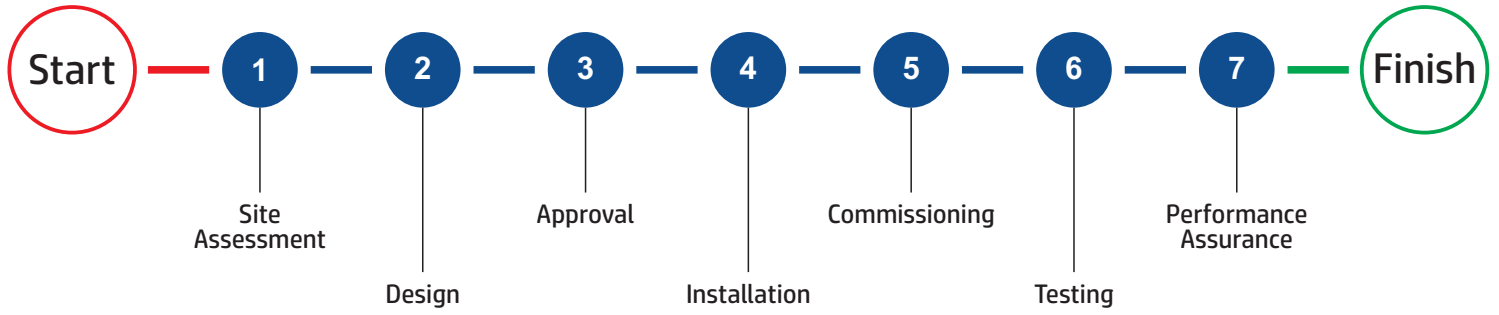 Start
1
2
3
4
5
6
7
Finish
Site
Assessment
Design
Approval
Installation
Commissioning
Testing
Performance
Assurance